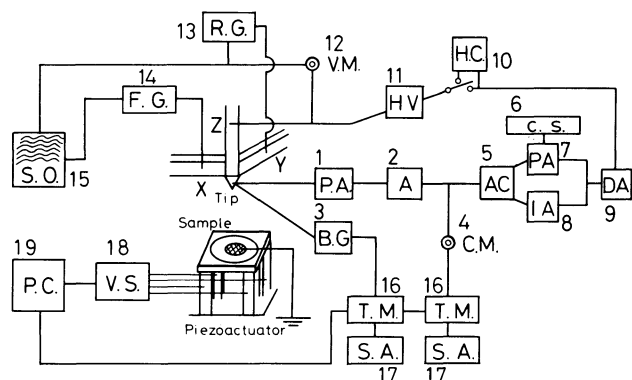 13
R.G.
12
V.M.
H.C.
10
14
F. G.
11
H V
6
C. S.
Z
Y
X
Tip
S.O.
15
1
P.A.
2
A
5
AC
PA
7
IA
8
DA
9
3
B.G
4
C.M.
Sample
19
P.C.
18
V.S.
Piezoactuator
16
T.M.
16
T.M.
S.A.
17
S.A.
17